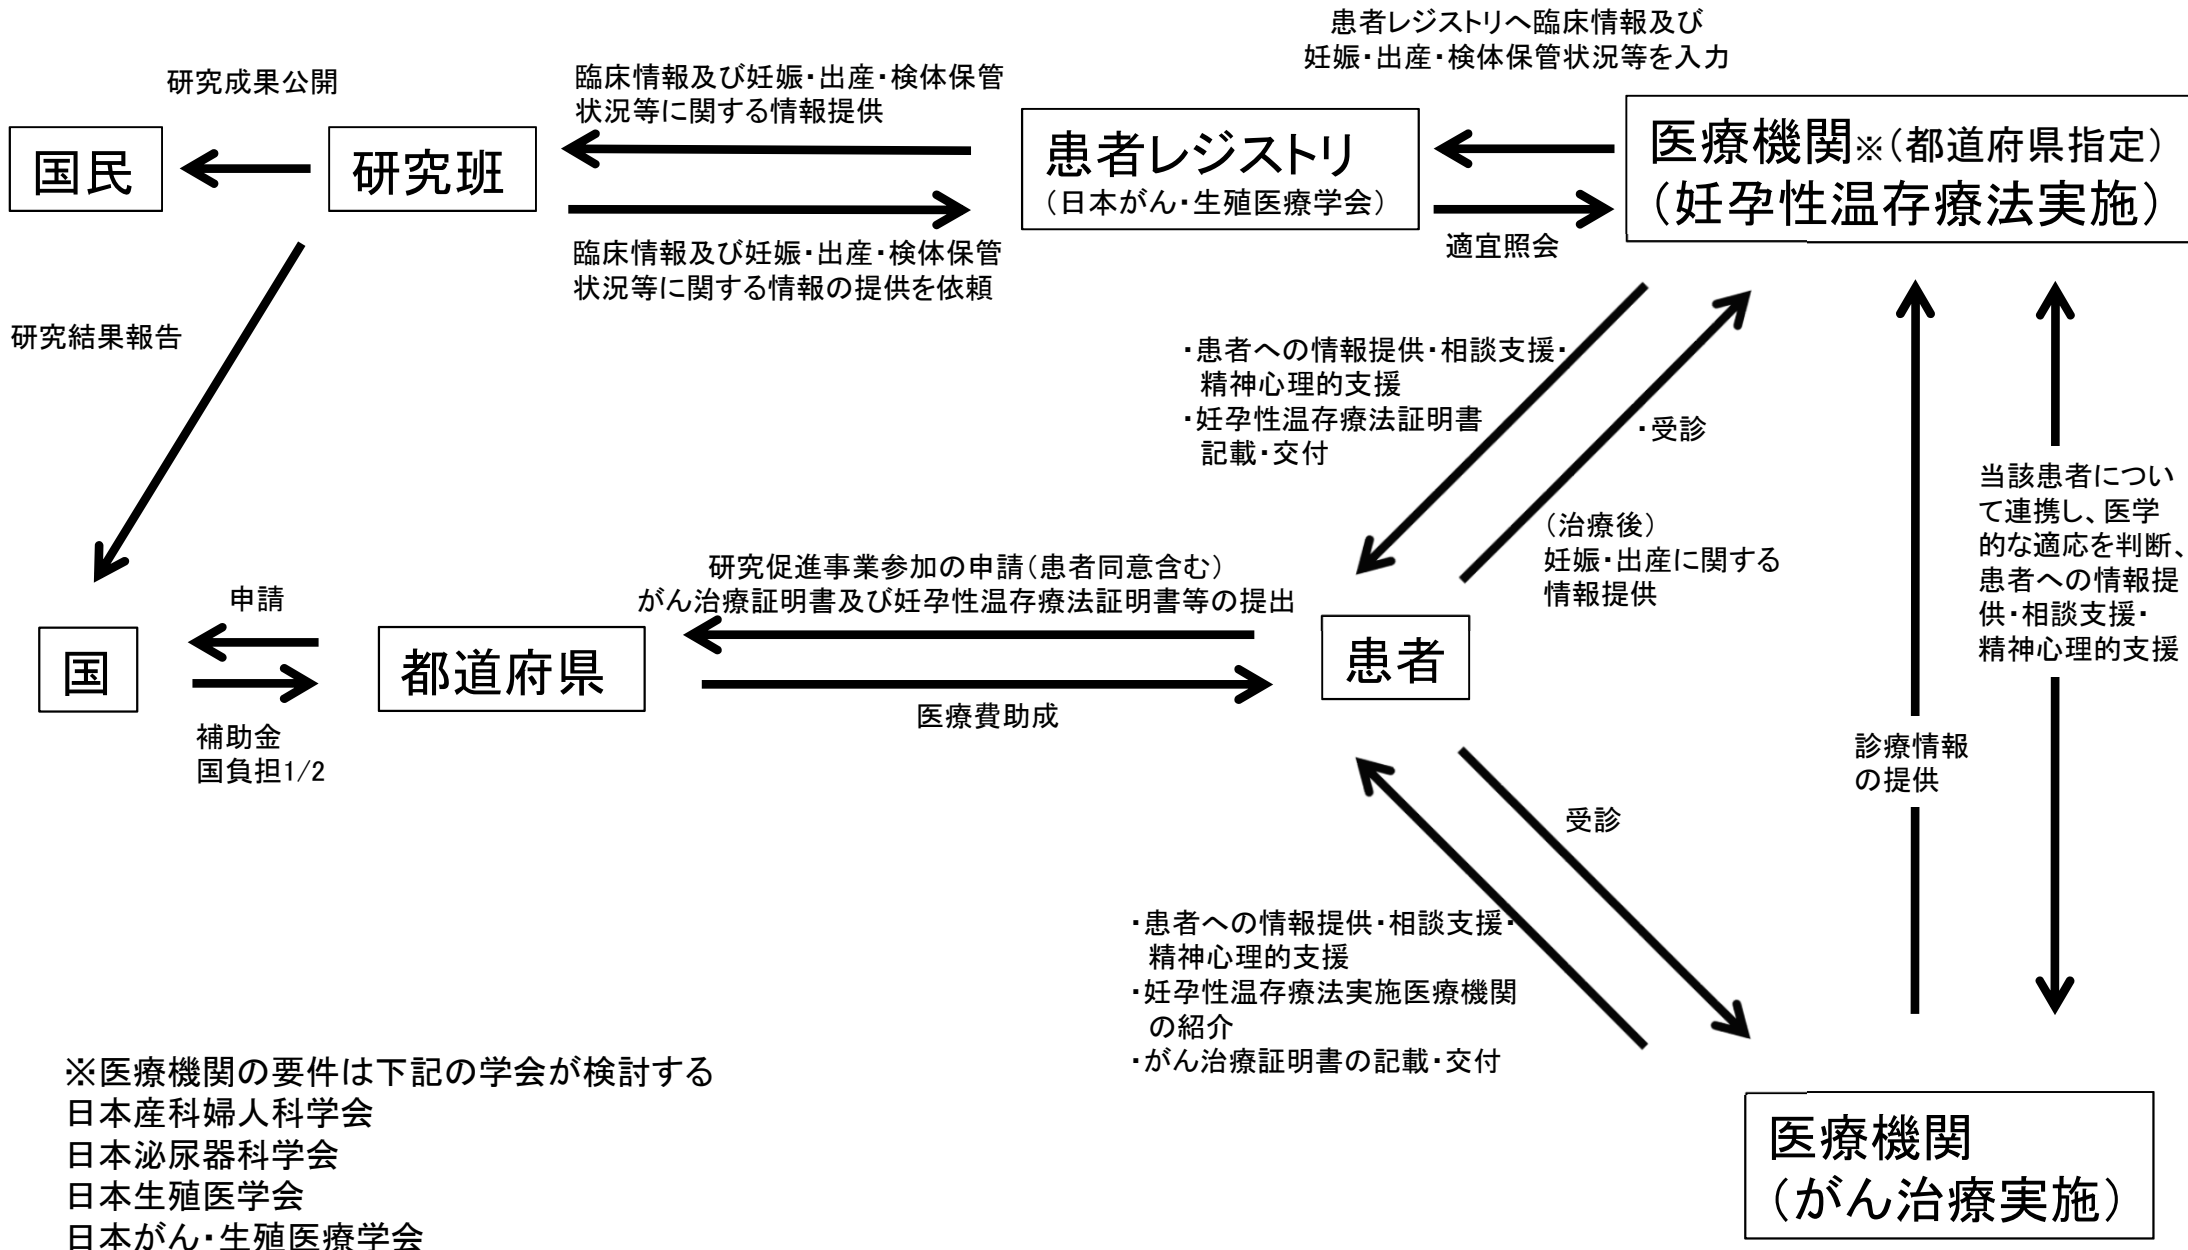 患者レジストリへ臨床情報及び
妊娠・出産・検体保管状況等を入力
研究成果公開
臨床情報及び妊娠・出産・検体保管
状況等に関する情報提供
国民
研究班
患者レジストリ
（日本がん・生殖医療学会）
医療機関※（都道府県指定）
（妊孕性温存療法実施）
適宜照会
臨床情報及び妊娠・出産・検体保管
状況等に関する情報の提供を依頼
研究結果報告
・患者への情報提供・相談支援・
精神心理的支援
・妊孕性温存療法証明書
記載・交付
・受診
（治療後）
妊娠・出産に関する
情報提供
当該患者につい
て連携し、医学
的な適応を判断、
患者への情報提
供・相談支援・
精神心理的支援
研究促進事業参加の申請（患者同意含む）
がん治療証明書及び妊孕性温存療法証明書等の提出
申請
国
都道府県
患者
補助金
国負担1/2
医療費助成
診療情報
の提供
受診
・患者への情報提供・相談支援・
精神心理的支援
・妊孕性温存療法実施医療機関
の紹介
・がん治療証明書の記載・交付
※医療機関の要件は下記の学会が検討する
日本産科婦人科学会
日本泌尿器科学会
日本生殖医学会
日本がん・生殖医療学会
医療機関
（がん治療実施）